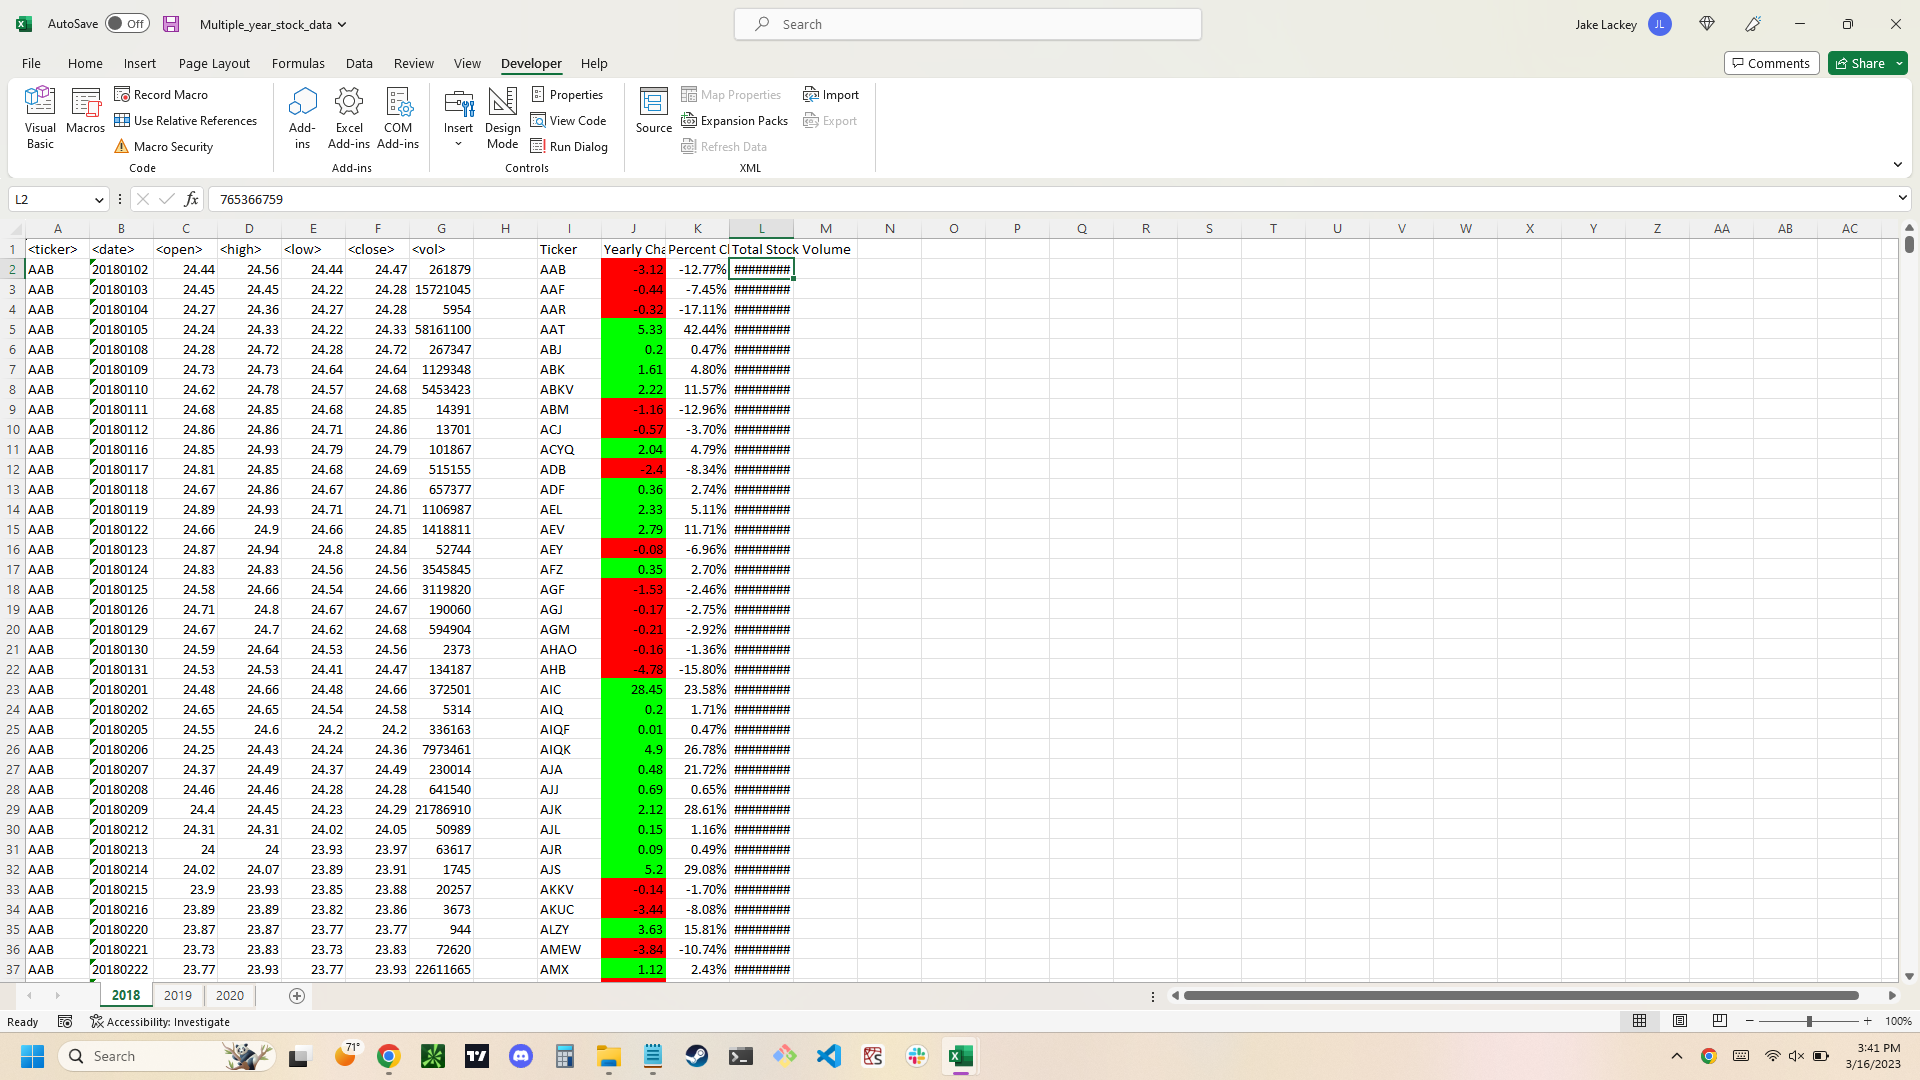 AutoSave Off Multiple_year_stock_data Search Jake Lackey JL
File Home Insert Page Layout Formulas Data Review View Developer Help Comments Share
Visual Basic Macros Record Macro Use Relative References Macro Security Code
Add-ins Excel Add-ins COM Add-ins Add-ins
Insert Design Mode Properties View Code Run Dialog Controls
Source Map Properties Expansion Packs Refresh Data Import Export XML
L2 fx 765366759
A B C D E F G H I J K L M N O P Q R S T U V W X Y Z AA AB AC
1 <ticker> <date> <open> <high> <low> <close> <vol> Ticker Yearly Cha Percent Cl Total Stock Volume
2 AAB 20180102 24.44 24.56 24.44 24.47 261879 AAB -3.12 -12.77% ########
3 AAB 20180103 24.45 24.45 24.22 24.28 15721045 AAF -0.44 -7.45% ########
4 AAB 20180104 24.27 24.36 24.27 24.28 5954 AAR -0.32 -17.11% ########
5 AAB 20180105 24.24 24.33 24.22 24.33 58161100 AAT 5.33 42.44% ########
6 AAB 20180108 24.28 24.72 24.28 24.72 267347 ABJ 0.2 0.47% ########
7 AAB 20180109 24.73 24.73 24.64 24.64 1129348 ABK 1.61 4.80% ########
8 AAB 20180110 24.62 24.78 24.57 24.68 5453423 ABKV 2.22 11.57% ########
9 AAB 20180111 24.68 24.85 24.68 24.85 14391 ABM -1.16 -12.96% ########
10 AAB 20180112 24.86 24.86 24.71 24.86 13701 ACJ -0.57 -3.70% ########
11 AAB 20180116 24.85 24.93 24.79 24.79 101867 ACYQ 2.04 4.79% ########
12 AAB 20180117 24.81 24.85 24.68 24.69 515155 ADB -2.4 -8.34% ########
13 AAB 20180118 24.67 24.86 24.67 24.86 657377 ADF 0.36 2.74% ########
14 AAB 20180119 24.89 24.93 24.71 24.71 1106987 AEL 2.33 5.11% ########
15 AAB 20180122 24.66 24.9 24.66 24.85 1418811 AEV 2.79 11.71% ########
16 AAB 20180123 24.87 24.94 24.8 24.84 52744 AEY -0.08 -6.96% ########
17 AAB 20180124 24.83 24.83 24.56 24.56 3545845 AFZ 0.35 2.70% ########
18 AAB 20180125 24.58 24.66 24.54 24.66 3119820 AGF -1.53 -2.46% ########
19 AAB 20180126 24.71 24.8 24.67 24.67 190060 AGJ -0.17 -2.75% ########
20 AAB 20180129 24.67 24.7 24.62 24.68 594904 AGM -0.21 -2.92% ########
21 AAB 20180130 24.59 24.64 24.53 24.56 2373 AHAO -0.16 -1.36% ########
22 AAB 20180131 24.53 24.53 24.41 24.47 134187 AHB -4.78 -15.80% ########
23 AAB 20180201 24.48 24.66 24.48 24.66 372501 AIC 28.45 23.58% ########
24 AAB 20180202 24.65 24.65 24.54 24.58 5314 AIQ 0.2 1.71% ########
25 AAB 20180205 24.55 24.6 24.2 24.2 336163 AIQF 0.01 0.47% ########
26 AAB 20180206 24.25 24.43 24.24 24.36 7973461 AIQK 4.9 26.78% ########
27 AAB 20180207 24.37 24.49 24.37 24.49 230014 AJA 0.48 21.72% ########
28 AAB 20180208 24.46 24.46 24.28 24.28 641540 AJJ 0.69 0.65% ########
29 AAB 20180209 24.4 24.45 24.23 24.29 21786910 AJK 2.12 28.61% ########
30 AAB 20180212 24.31 24.31 24.02 24.05 50989 AJL 0.15 1.16% ########
31 AAB 20180213 24 24 23.93 23.97 63617 AJR 0.09 0.49% ########
32 AAB 20180214 24.02 24.07 23.89 23.91 1745 AJS 5.2 29.08% ########
33 AAB 20180215 23.9 23.93 23.85 23.88 20257 AKKV -0.14 -1.70% ########
34 AAB 20180216 23.89 23.89 23.82 23.86 3673 AKUC -3.44 -8.08% ########
35 AAB 20180220 23.87 23.87 23.77 23.77 944 ALZY 3.63 15.81% ########
36 AAB 20180221 23.73 23.83 23.73 23.83 72620 AMEW -3.84 -10.74% ########
37 AAB 20180222 23.77 23.93 23.77 23.93 22611665 AMX 1.12 2.43% ########
2018 2019 2020
Ready Accessibility: Investigate 100%
Search 71° 3:41 PM
3/16/2023